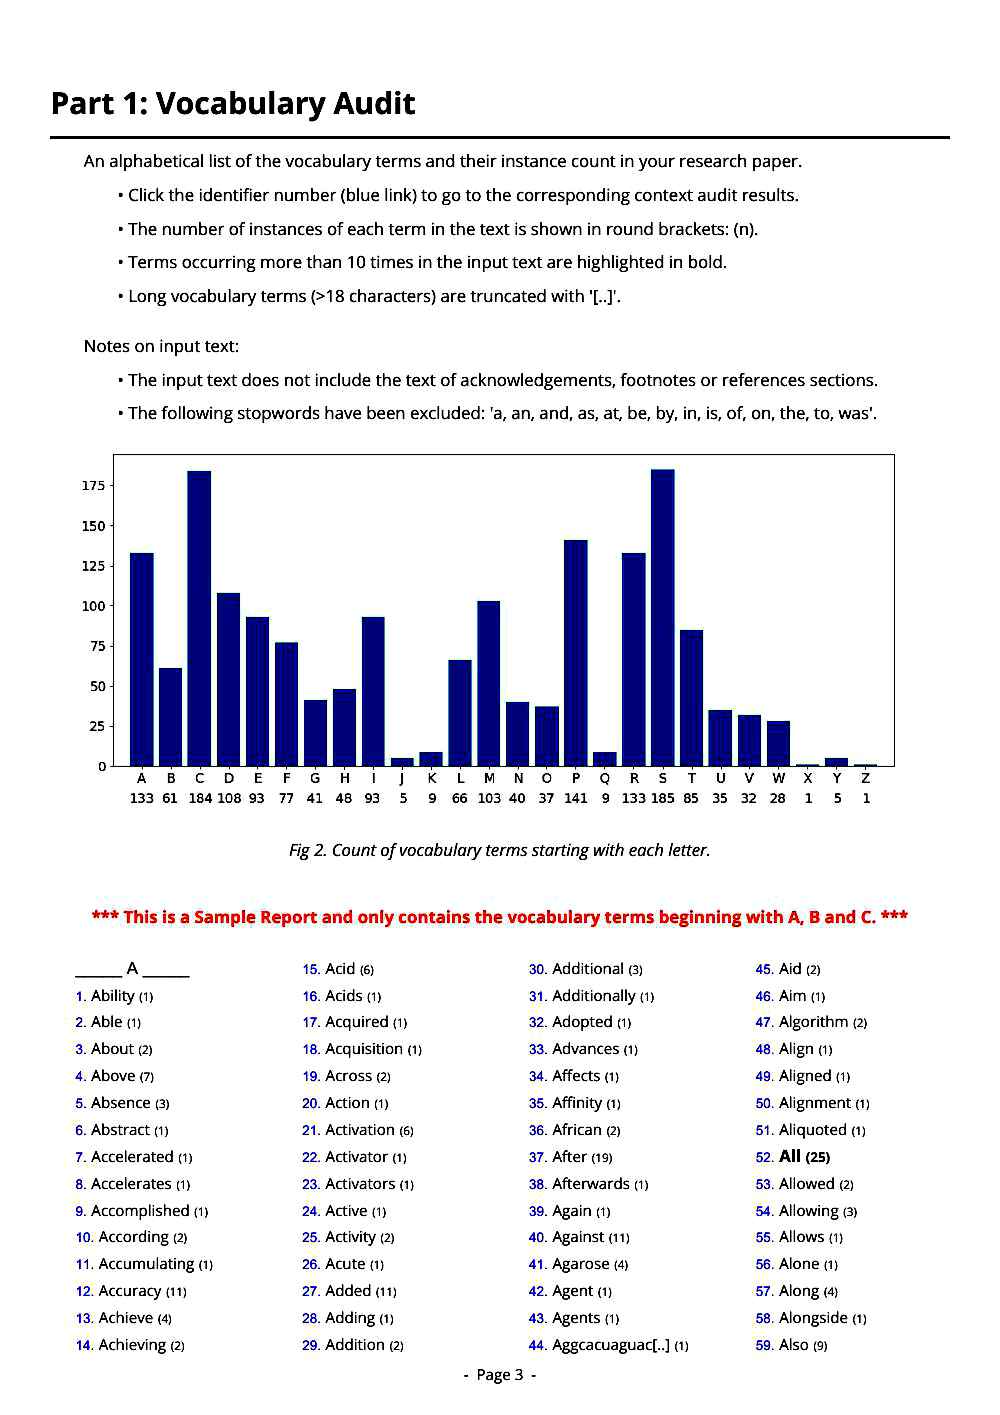 Part 1: Vocabulary Audit
An alphabetical list of the vocabulary terms and their instance count in your research paper.
• Click the identifier number (blue link) to go to the corresponding context audit results.
• The number of instances of each term in the text is shown in round brackets: (n).
• Terms occurring more than 10 times in the input text are highlighted in bold.
• Long vocabulary terms (>18 characters) are truncated with '[..]'.
Notes on input text:
• The input text does not include the text of acknowledgements, footnotes or references sections.
• The following stopwords have been excluded: 'a, an, and, as, at, be, by, in, is, of, on, the, to, was'.
175
150
125
100
75
50
25
0
A B C D E F G H I J K L M N O P Q R S T U V W X Y Z
133 61 184 108 93 77 41 48 93 5 9 66 103 40 37 141 9 133 185 85 35 32 28 1 5 1
Fig 2. Count of vocabulary terms starting with each letter.
*** This is a Sample Report and only contains the vocabulary terms beginning with A, B and C. ***
_____ A _____
1. Ability (1)
2. Able (1)
3. About (2)
4. Above (7)
5. Absence (3)
6. Abstract (1)
7. Accelerated (1)
8. Accelerates (1)
9. Accomplished (1)
10. According (2)
11. Accumulating (1)
12. Accuracy (11)
13. Achieve (4)
14. Achieving (2)
15. Acid (6)
16. Acids (1)
17. Acquired (1)
18. Acquisition (1)
19. Across (2)
20. Action (1)
21. Activation (6)
22. Activator (1)
23. Activators (1)
24. Active (1)
25. Activity (2)
26. Acute (1)
27. Added (11)
28. Adding (1)
29. Addition (2)
30. Additional (3)
31. Additionally (1)
32. Adopted (1)
33. Advances (1)
34. Affects (1)
35. Affinity (1)
36. African (2)
37. After (19)
38. Afterwards (1)
39. Again (1)
40. Against (11)
41. Agarose (4)
42. Agent (1)
43. Agents (1)
44. Aggcacuaguac[..] (1)
45. Aid (2)
46. Aim (1)
47. Algorithm (2)
48. Align (1)
49. Aligned (1)
50. Alignment (1)
51. Aliquoted (1)
52. All (25)
53. Allowed (2)
54. Allowing (3)
55. Allows (1)
56. Alone (1)
57. Along (4)
58. Alongside (1)
59. Also (9)
- Page 3 -